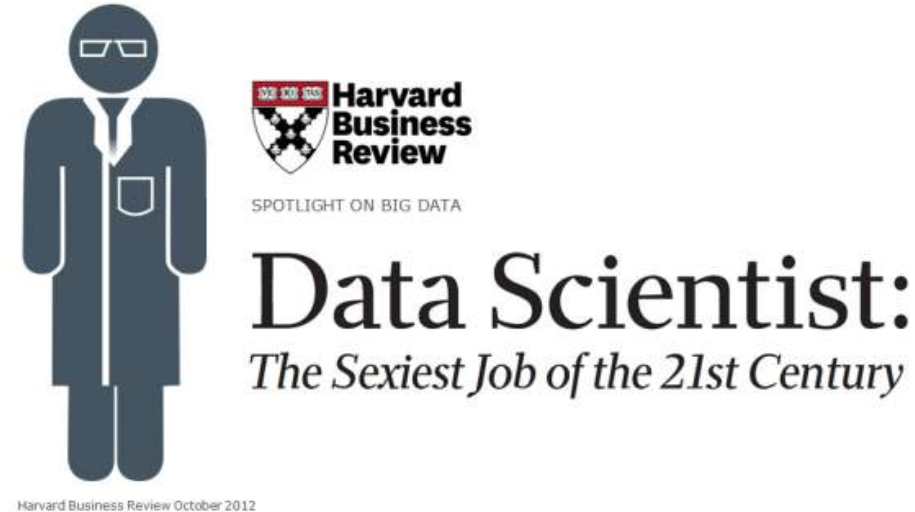 Harvard
Business
Review
SPOTLIGHT ON BIG DATA
Data Scientist:
The Sexiest Job of the 21st Century
Harvard Business Review October 2012